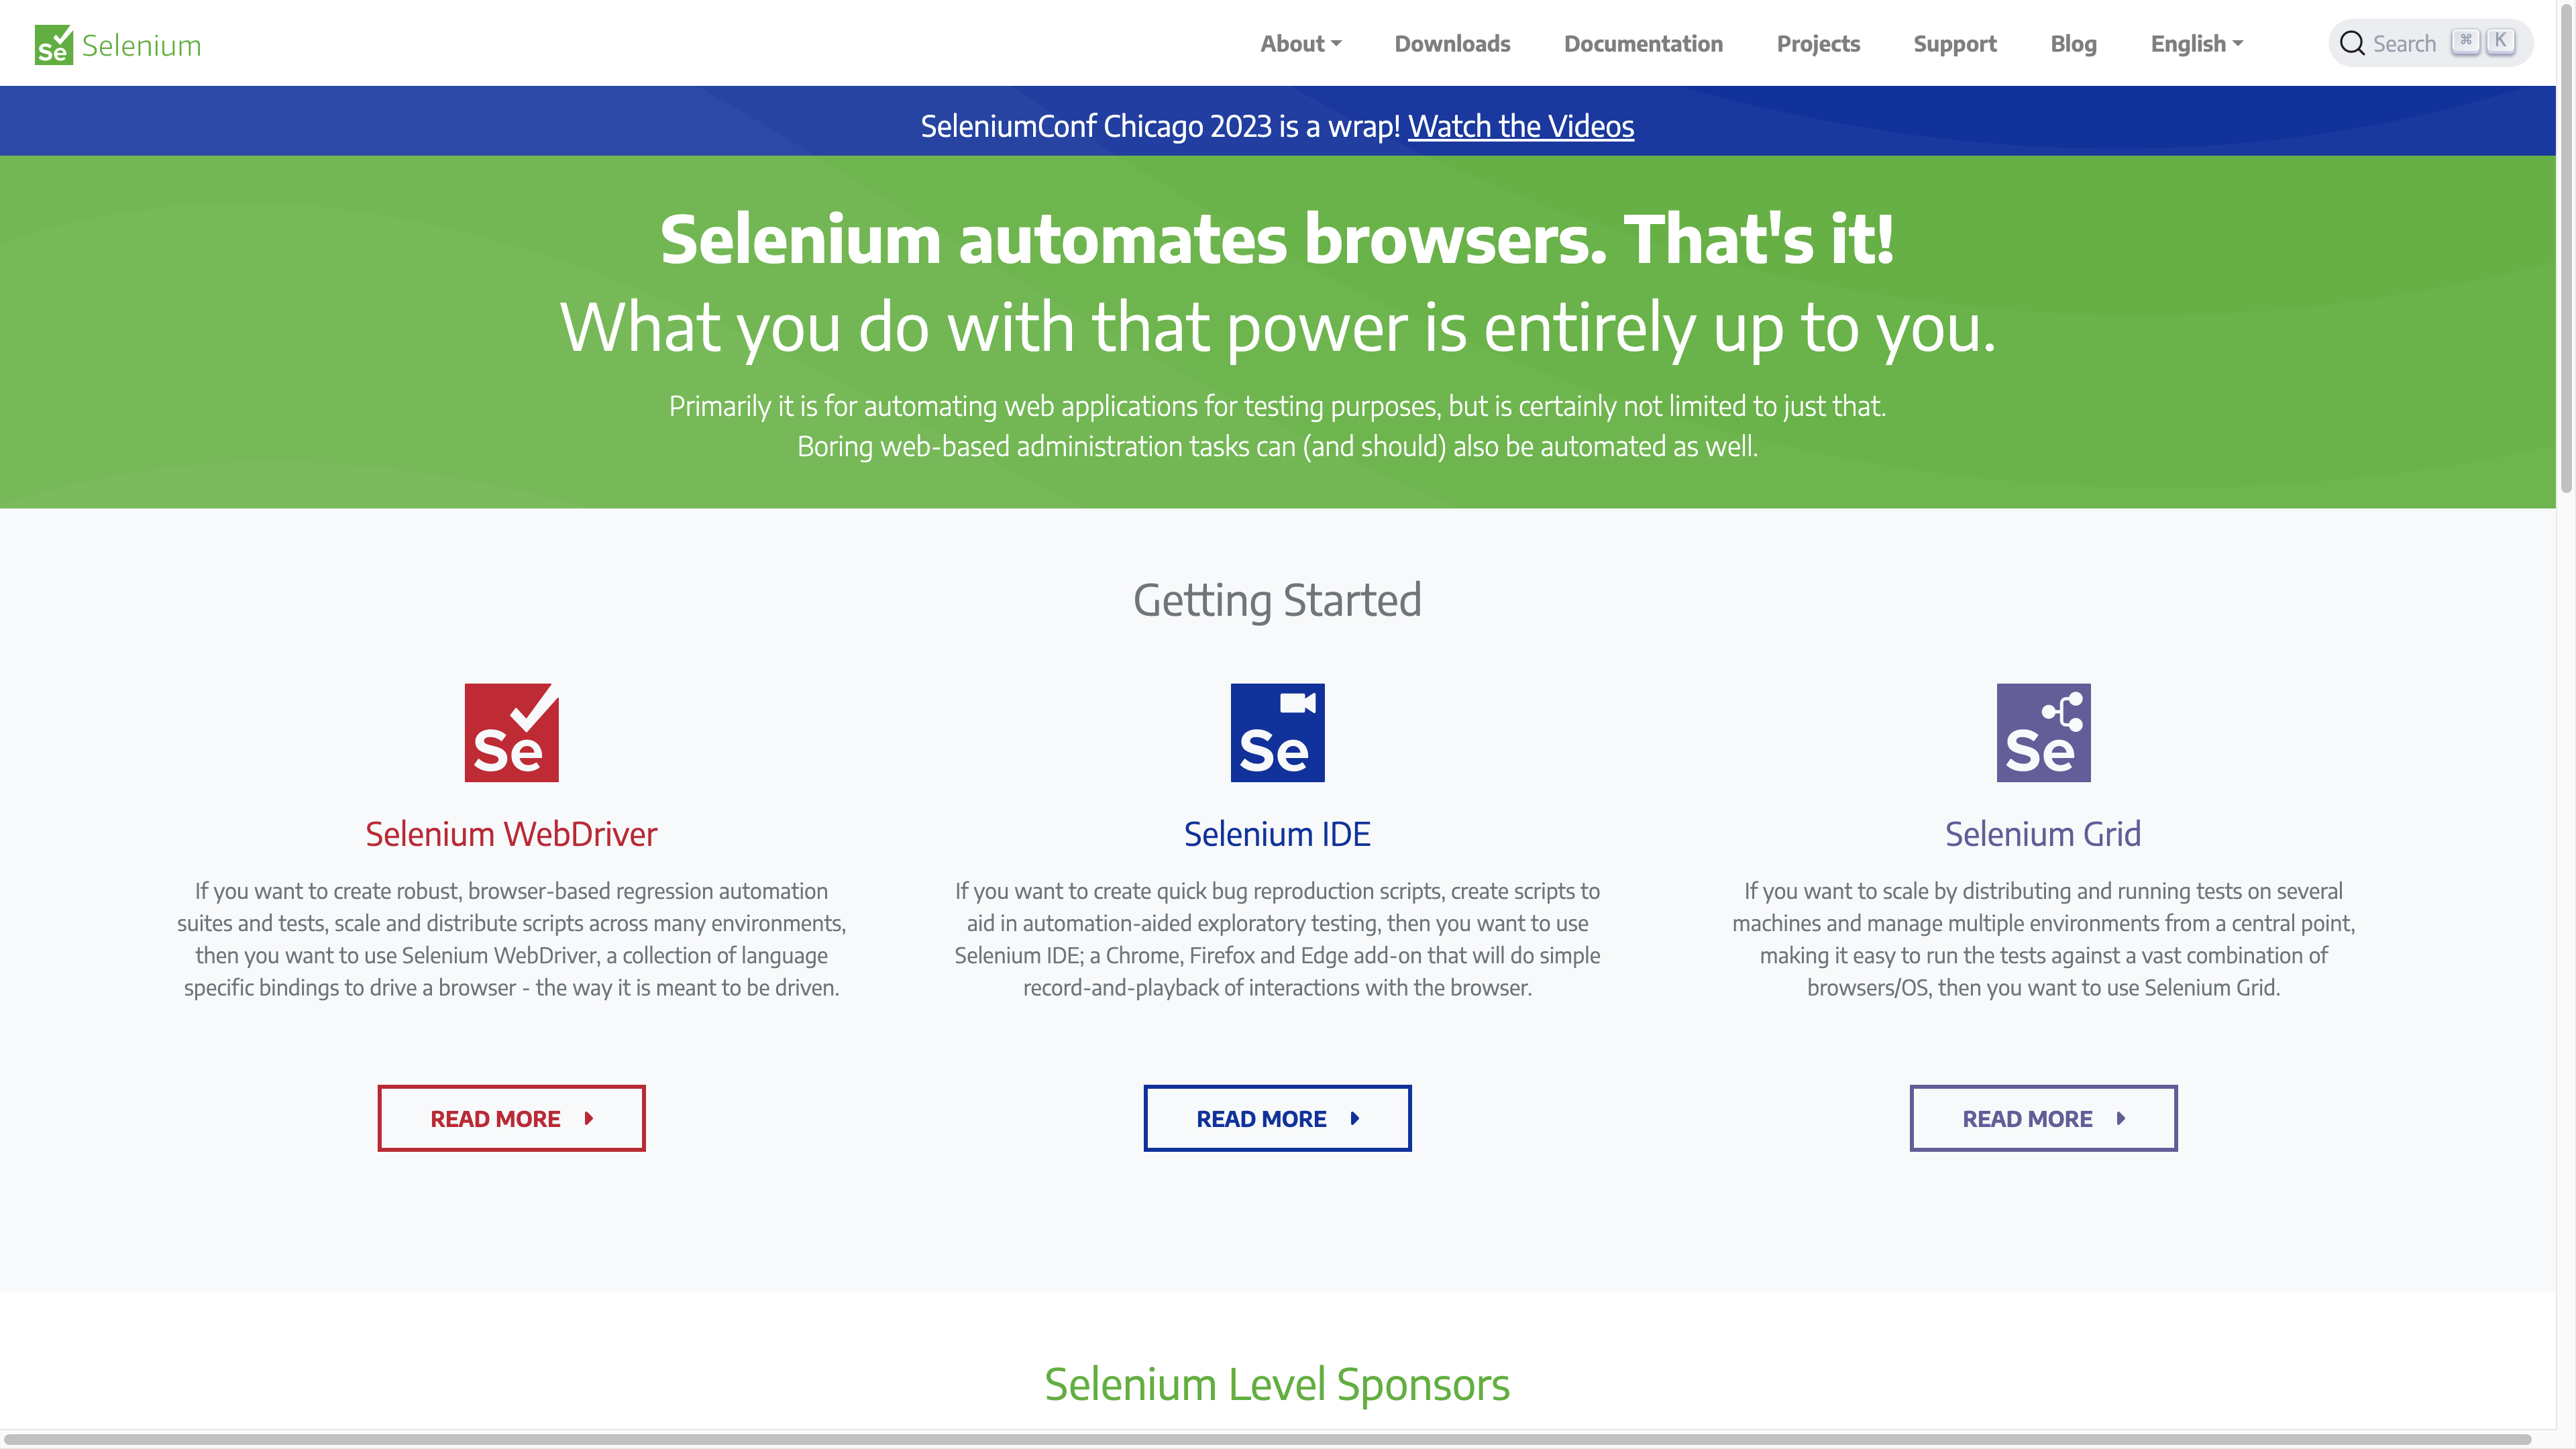 Se Selenium
About
Downloads
Documentation
Projects
Support
Blog
English
Search ⌘ K
SeleniumConf Chicago 2023 is a wrap! Watch the Videos
Selenium automates browsers. That's it!
What you do with that power is entirely up to you.
Primarily it is for automating web applications for testing purposes, but is certainly not limited to just that.
Boring web-based administration tasks can (and should) also be automated as well.
Getting Started
Se
Selenium WebDriver
If you want to create robust, browser-based regression automation
suites and tests, scale and distribute scripts across many environments,
then you want to use Selenium WebDriver, a collection of language
specific bindings to drive a browser - the way it is meant to be driven.
READ MORE
Se
Selenium IDE
If you want to create quick bug reproduction scripts, create scripts to
aid in automation-aided exploratory testing, then you want to use
Selenium IDE; a Chrome, Firefox and Edge add-on that will do simple
record-and-playback of interactions with the browser.
READ MORE
Se
Selenium Grid
If you want to scale by distributing and running tests on several
machines and manage multiple environments from a central point,
making it easy to run the tests against a vast combination of
browsers/OS, then you want to use Selenium Grid.
READ MORE
Selenium Level Sponsors